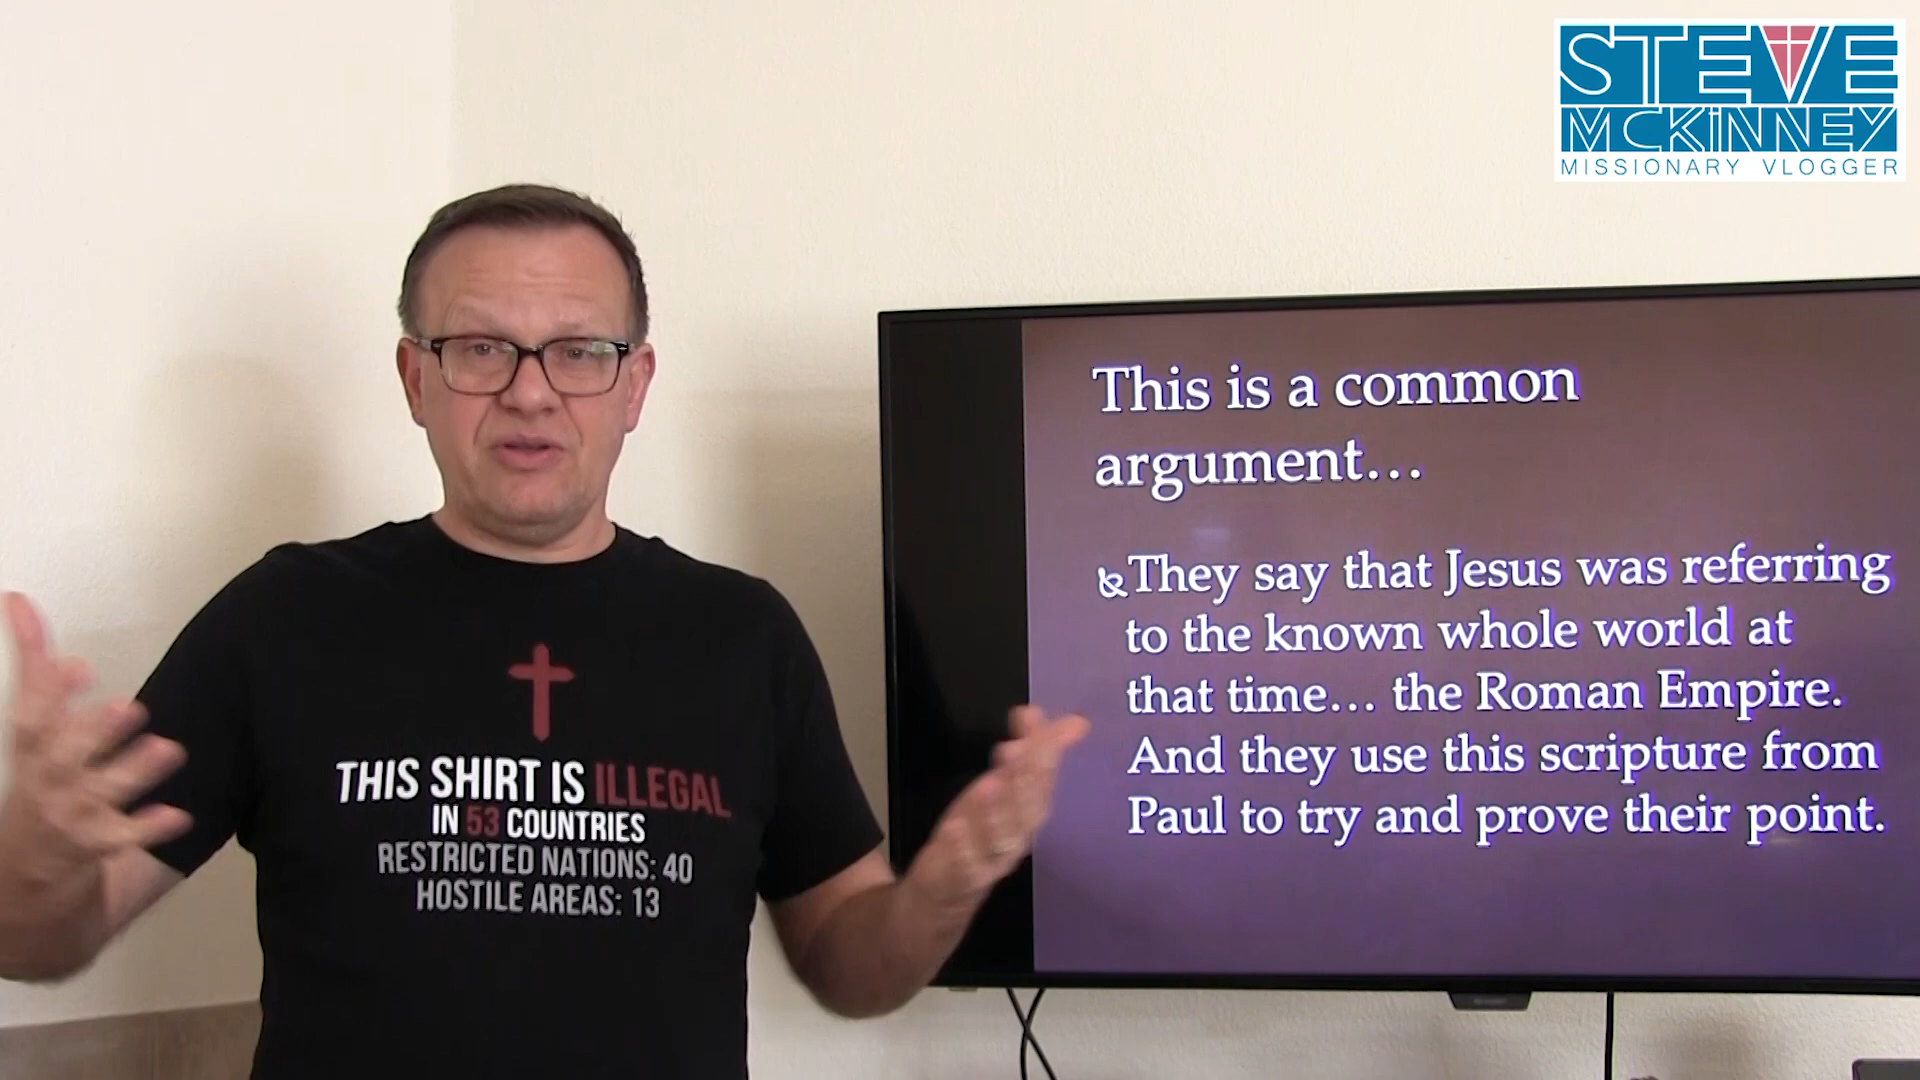 STEVE
MCKINNEY
MISSIONARY VLOGGER
This is a common
argument...
They say that Jesus was referring
to the known whole world at
that time... the Roman Empire.
And they use this scripture from
Paul to try and prove their point.
THIS SHIRT IS ILLEGAL
IN 53 COUNTRIES
RESTRICTED NATIONS: 40
HOSTILE AREAS: 13